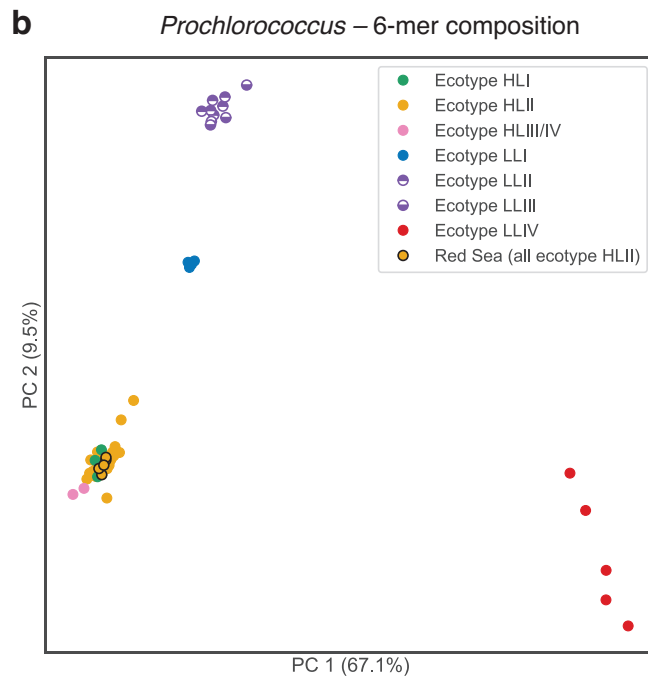 b
Prochlorococcus – 6-mer composition
Ecotype HLI
Ecotype HLII
Ecotype HLIII/IV
Ecotype LLI
Ecotype LLII
Ecotype LLIII
Ecotype LLIV
Red Sea (all ecotype HLII)
PC 2 (9.5%)
PC 1 (67.1%)